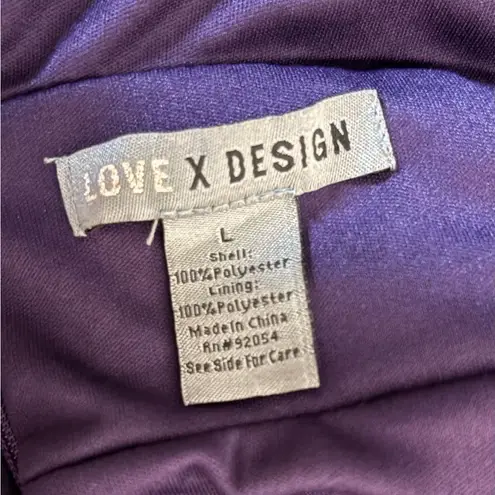 LOVE X DESIGN
L
Shell:
100%Polyester
Lining:
100%Polyester
Made In China
Rn#92054
See Side For Care